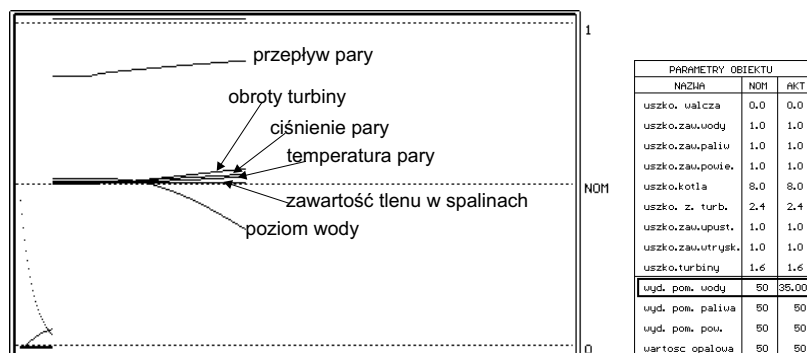 1
przepływ pary
obroty turbiny
ciśnienie pary
temperatura pary
NOM
zawartość tlenu w spalinach
poziom wody
0
PARAMETRY OBIEKTU
NAZWA NOM AKT
uszko. walcza 0.0 0.0
uszko.zaw.wody 1.0 1.0
uszko.zaw.paliw 1.0 1.0
uszko.zaw.powie. 1.0 1.0
uszko.kotla 8.0 8.0
uszko. z. turb. 2.4 2.4
uszko.zaw.upust. 1.0 1.0
uszko.zaw.wtrysk. 1.0 1.0
uszko.turbiny 1.6 1.6
wyd. pom. wody 50 35.00
wyd. pom. paliwa 50 50
wyd. pom. pow. 50 50
wartosc opalowa 50 50